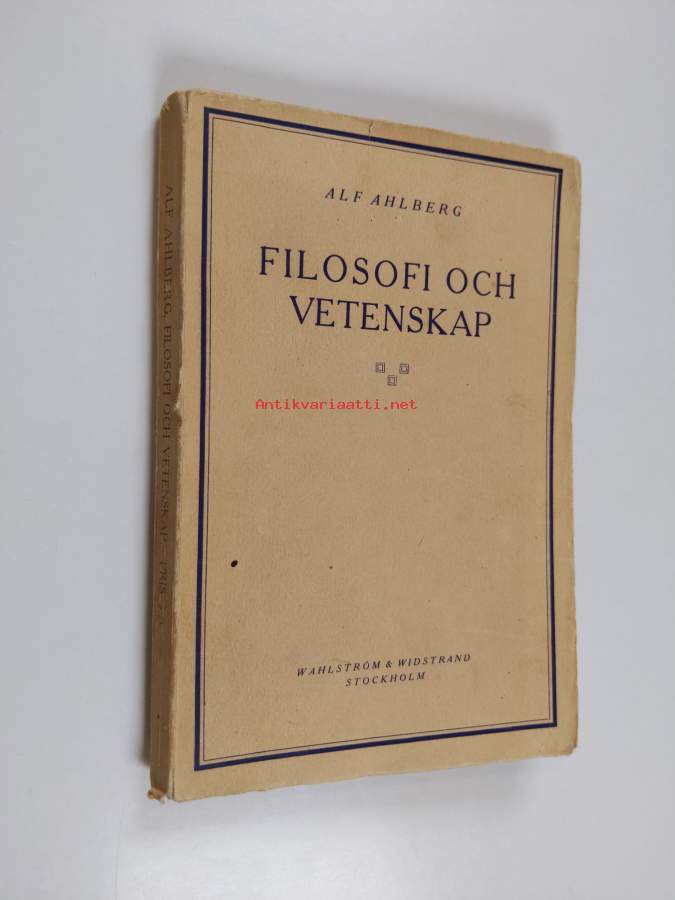 ALF AHLBERG
FILOSOFI OCH
VETENSKAP
Antikvariaatti.net
WAHLSTRÖM & WIDSTRAND
STOCKHOLM
ALF AHLBERG, FILOSOFI OCH VETENSKAP